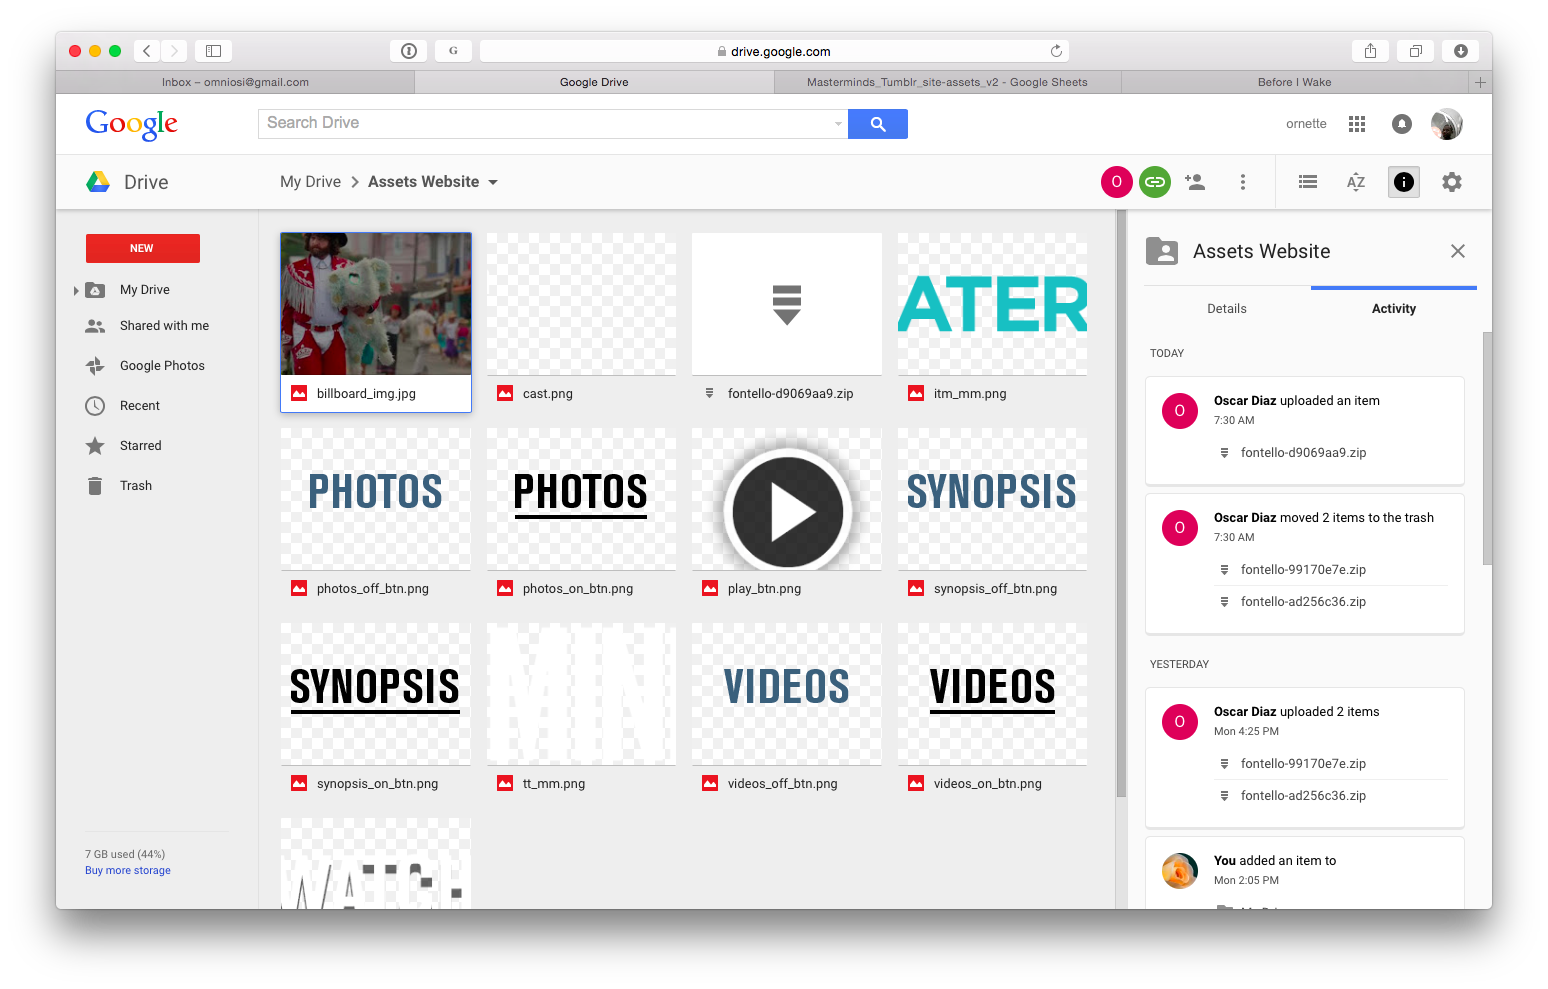 G
drive.google.com
Inbox – omniosi@gmail.com
Google Drive
Masterminds_Tumblr_site-assets_v2 - Google Sheets
Before I Wake
Google
Search Drive
ornette
Drive
My Drive
Assets Website
O
AZ
NEW
My Drive
Shared with me
Google Photos
Recent
Starred
Trash
7 GB used (44%)
Buy more storage
billboard_img.jpg
cast.png
fontello-d9069aa9.zip
ATER
itm_mm.png
PHOTOS
photos_off_btn.png
PHOTOS
photos_on_btn.png
play_btn.png
SYNOPSIS
synopsis_off_btn.png
SYNOPSIS
synopsis_on_btn.png
MIN
tt_mm.png
VIDEOS
videos_off_btn.png
VIDEOS
videos_on_btn.png
WATCH
Assets Website
Details
Activity
TODAY
O
Oscar Diaz uploaded an item
7:30 AM
fontello-d9069aa9.zip
O
Oscar Diaz moved 2 items to the trash
7:30 AM
fontello-99170e7e.zip
fontello-ad256c36.zip
YESTERDAY
O
Oscar Diaz uploaded 2 items
Mon 4:25 PM
fontello-99170e7e.zip
fontello-ad256c36.zip
You added an item to
Mon 2:05 PM